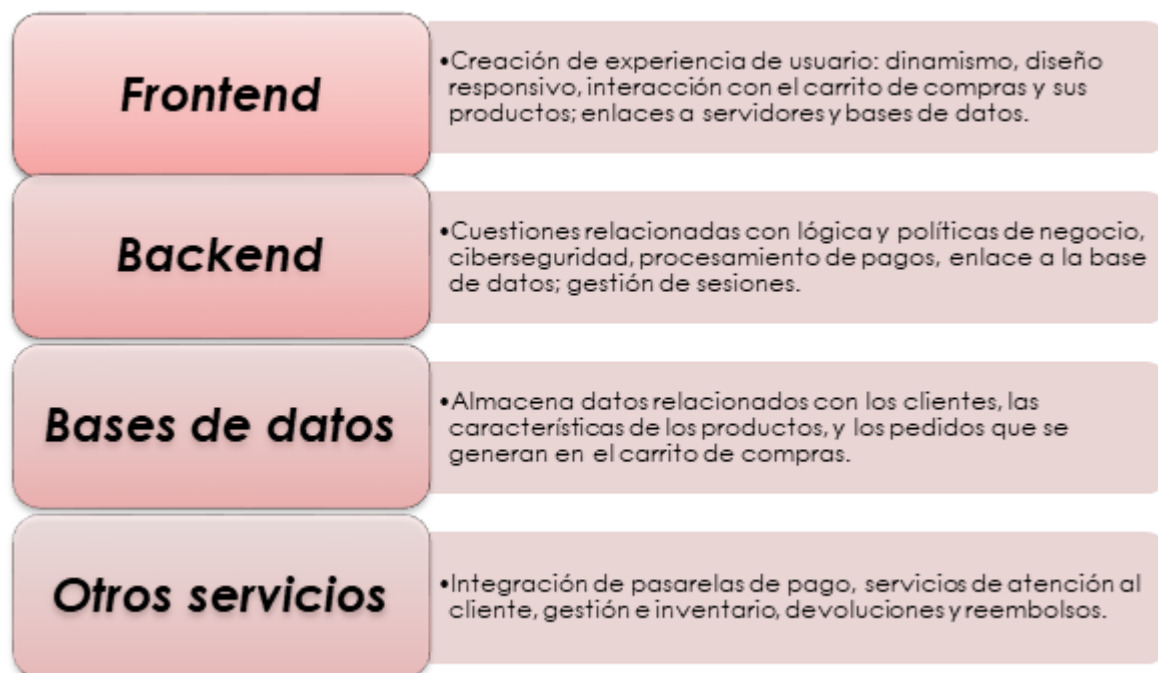 Frontend
•Creación de experiencia de usuario: dinamismo, diseño
responsivo, interacción con el carrito de compras y sus
productos; enlaces a servidores y bases de datos.
Backend
•Cuestiones relacionadas con lógica y políticas de negocio,
ciberseguridad, procesamiento de pagos, enlace a la base
de datos; gestión de sesiones.
Bases de datos
•Almacena datos relacionados con los clientes, las
características de los productos, y los pedidos que se
generan en el carrito de compras.
Otros servicios
•Integración de pasarelas de pago, servicios de atención al
cliente, gestión e inventario, devoluciones y reembolsos.